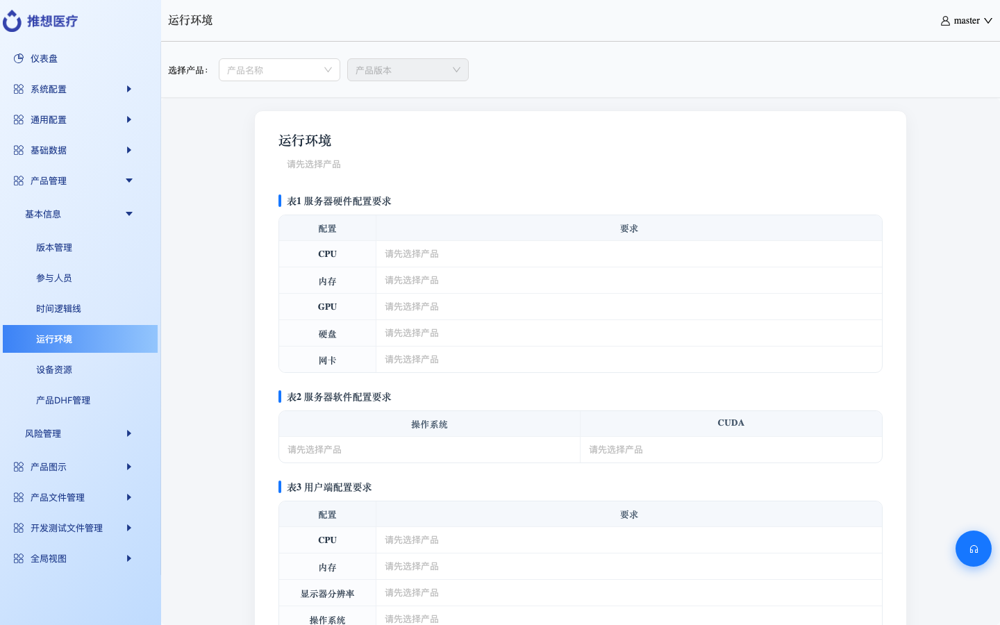 推想医疗
运行环境
master
仪表盘
系统配置
通用配置
基础数据
产品管理
基本信息
版本管理
参与人员
时间逻辑线
运行环境
设备资源
产品DHF管理
风险管理
产品图示
产品文件管理
开发测试文件管理
全局视图
选择产品: 产品名称 产品版本
运行环境
请先选择产品
表1 服务器硬件配置要求
配置 要求
CPU 请先选择产品
内存 请先选择产品
GPU 请先选择产品
硬盘 请先选择产品
网卡 请先选择产品
表2 服务器软件配置要求
操作系统 CUDA
请先选择产品 请先选择产品
表3 用户端配置要求
配置 要求
CPU 请先选择产品
内存 请先选择产品
显示器分辨率 请先选择产品
操作系统 请先选择产品